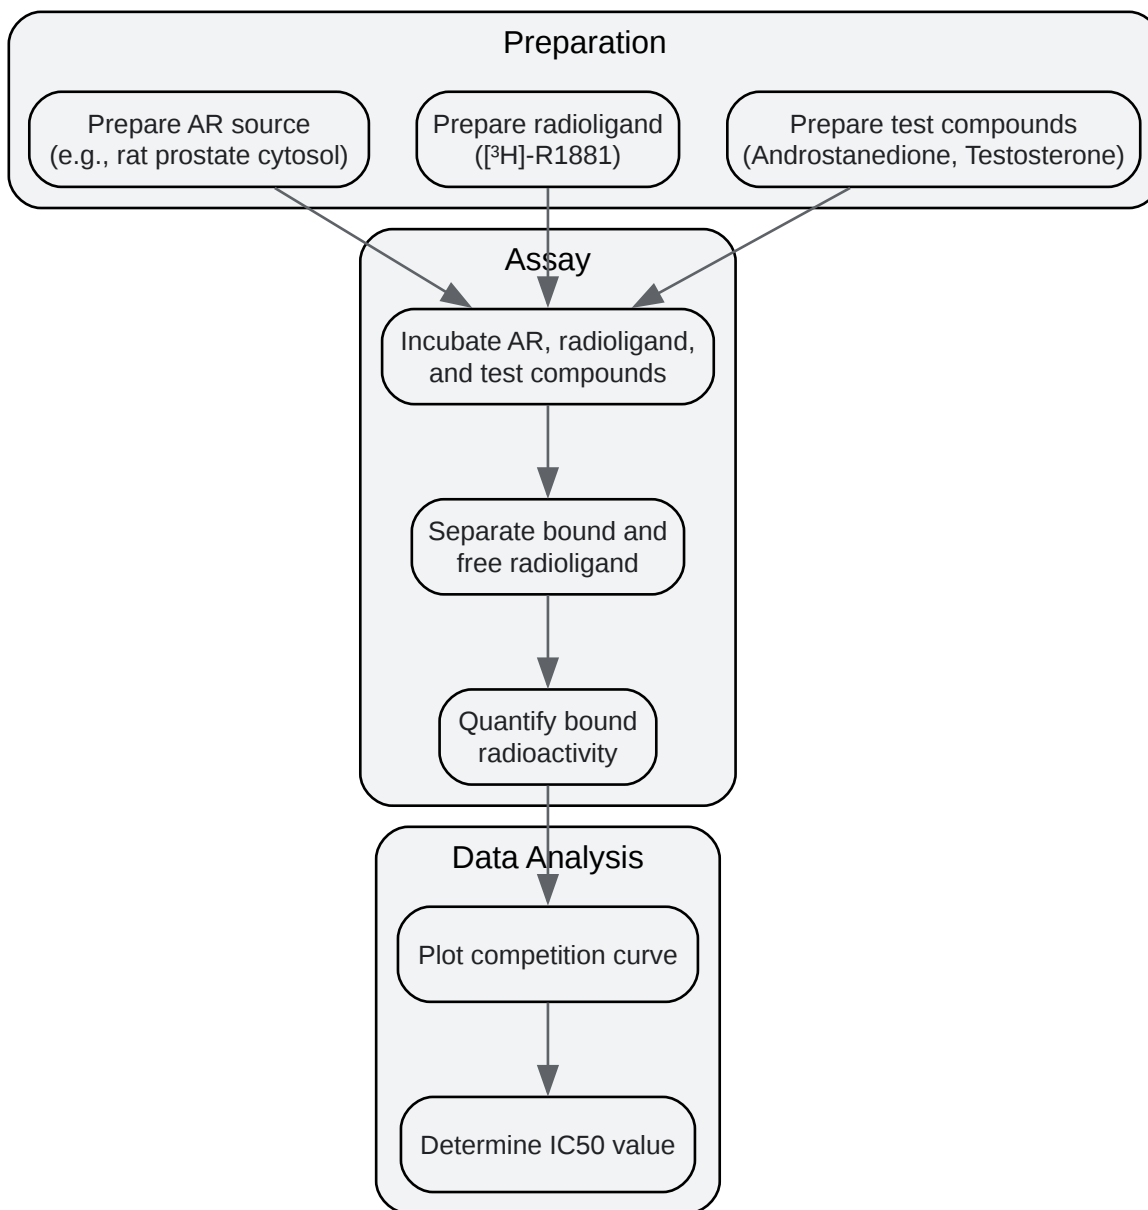 Preparation
Prepare AR source
(e.g., rat prostate cytosol)
Prepare radioligand
([³H]-R1881)
Prepare test compounds
(Androstanedione, Testosterone)
Assay
Incubate AR, radioligand,
and test compounds
Separate bound and
free radioligand
Quantify bound
radioactivity
Data Analysis
Plot competition curve
Determine IC50 value